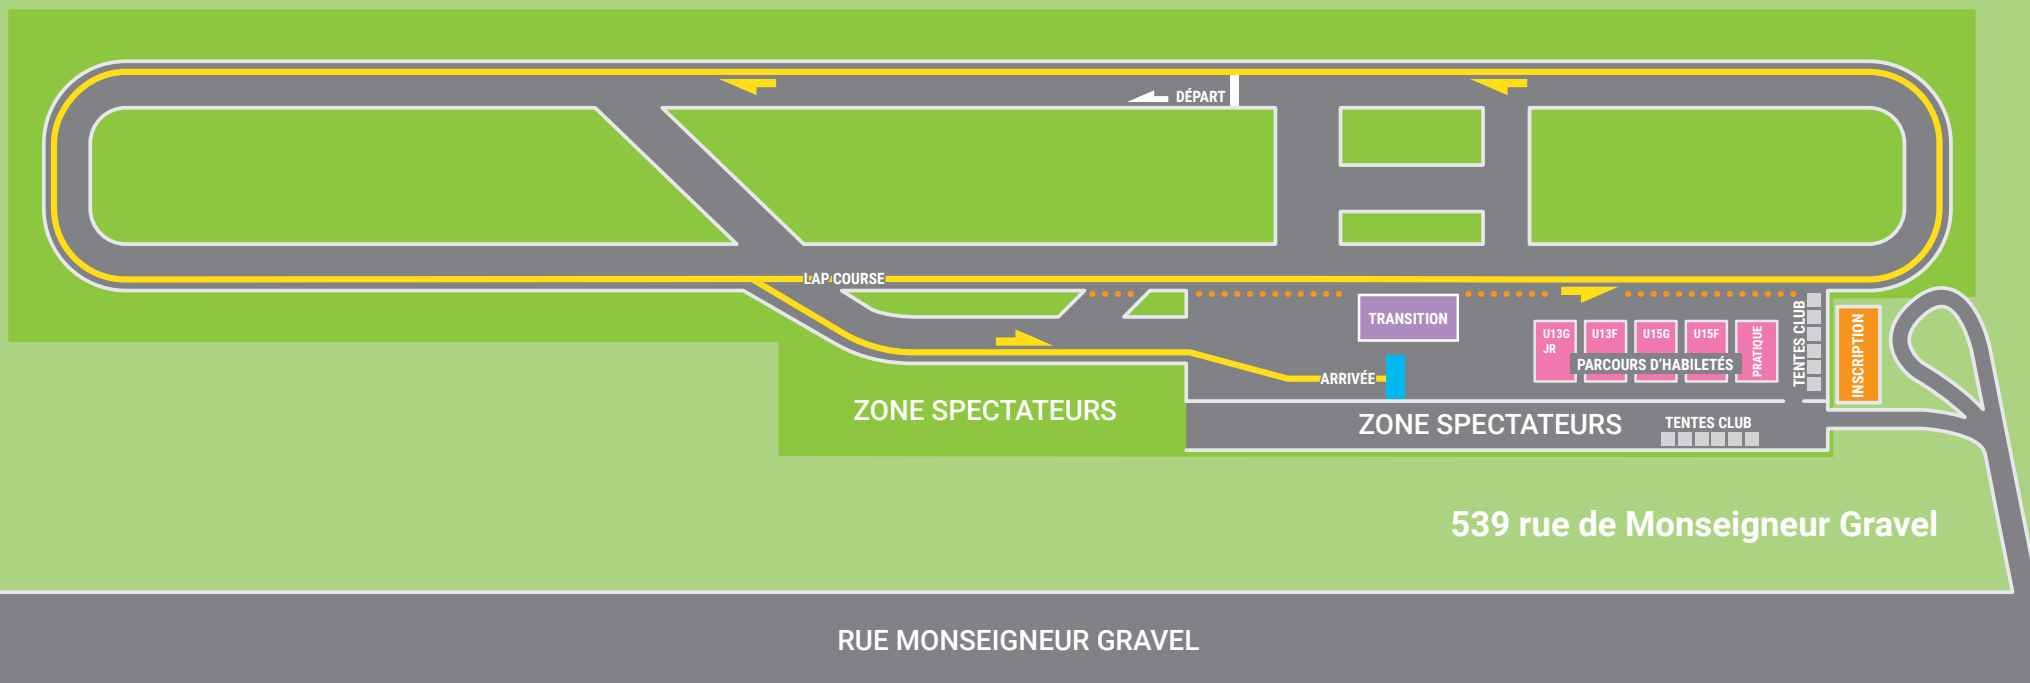 DÉPART
LAP COURSE
TRANSITION
U13G
JR
U13F
U15G
U15F
PRATIQUE
PARCOURS D'HABILETÉS
TENTES CLUB
INSCRIPTION
ARRIVÉE
ZONE SPECTATEURS
ZONE SPECTATEURS
TENTES CLUB
539 rue de Monseigneur Gravel
RUE MONSEIGNEUR GRAVEL